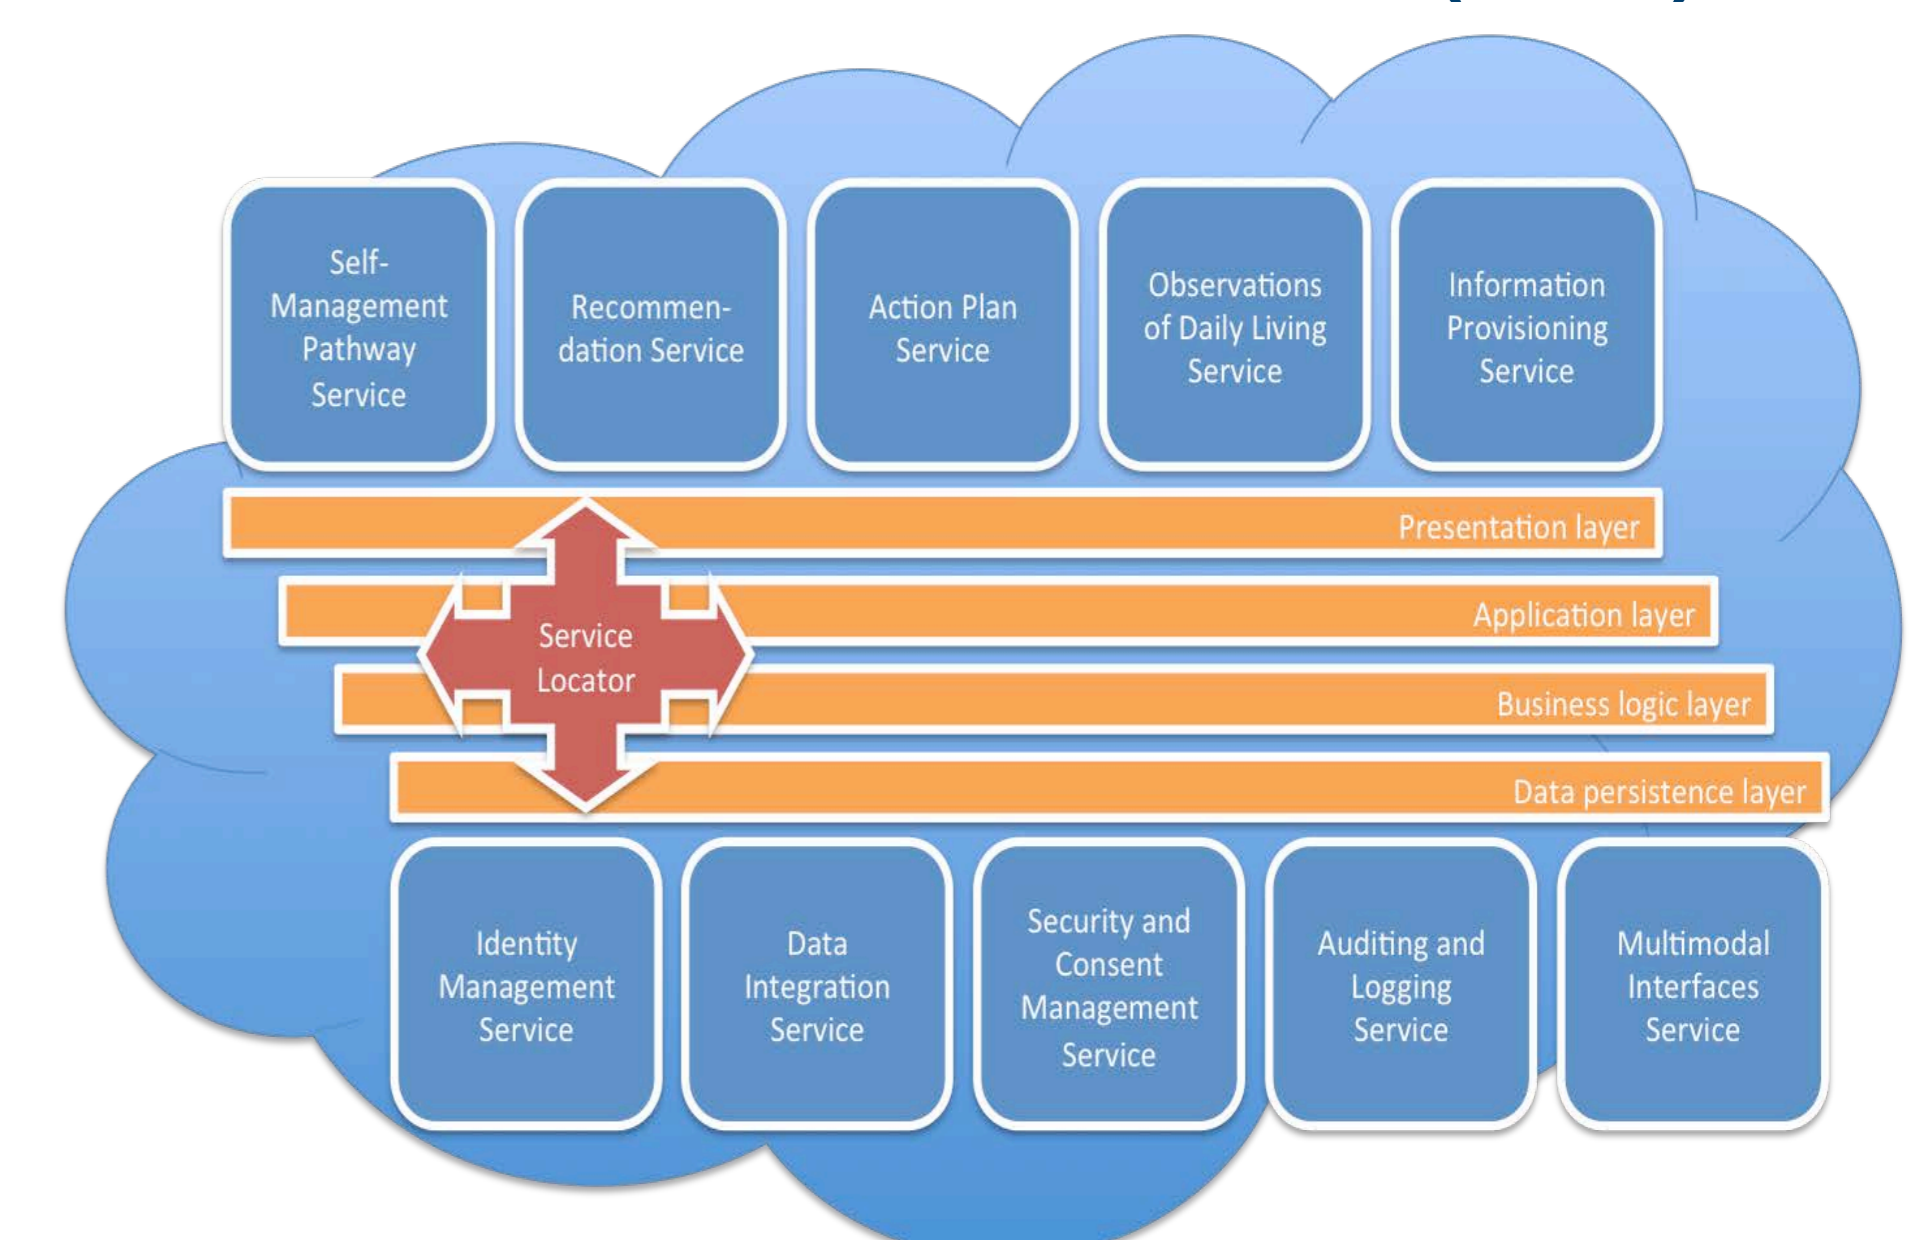 Self-
Management
Pathway
Service
Recommen-
dation Service
Action Plan
Service
Observations
of Daily Living
Service
Information
Provisioning
Service
Presentation layer
Application layer
Service
Locator
Business logic layer
Data persistence layer
Identity
Management
Service
Data
Integration
Service
Security and
Consent
Management
Service
Auditing and
Logging
Service
Multimodal
Interfaces
Service